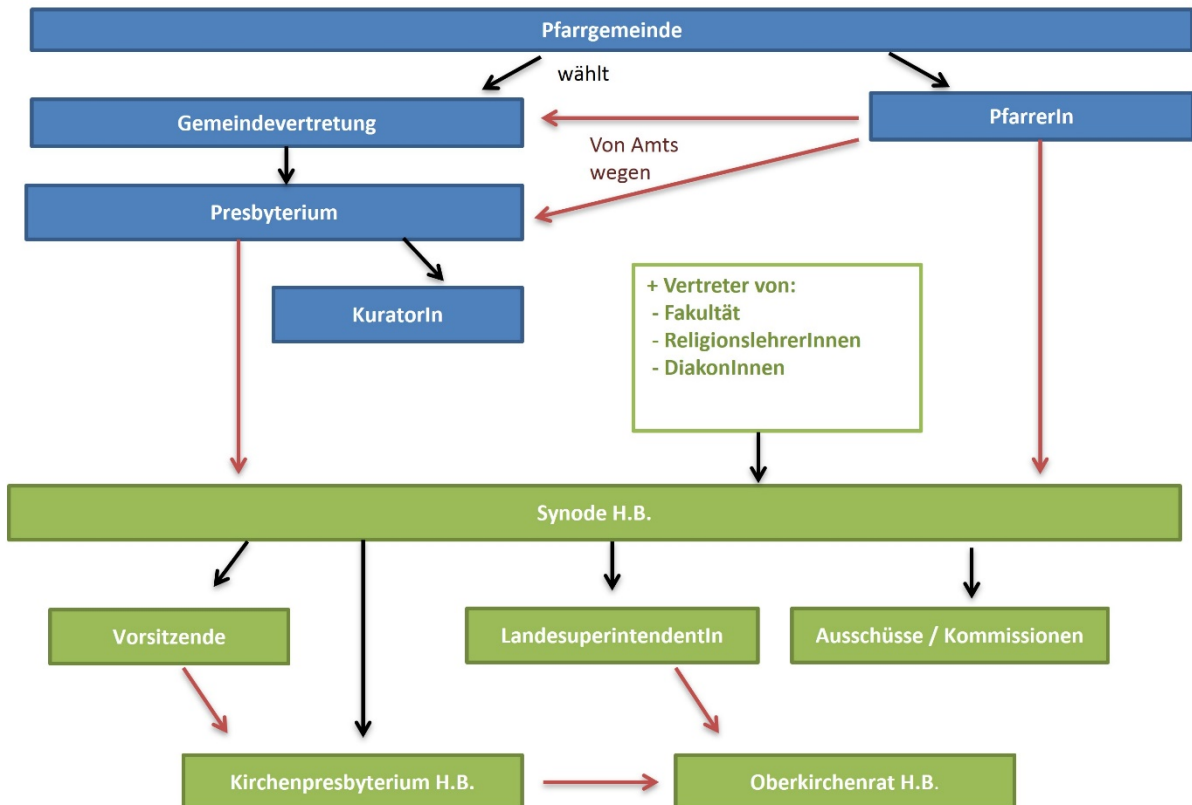 Pfarrgemeinde
wählt
Gemeindevertretung
PfarrerIn
Von Amts
wegen
Presbyterium
KuratorIn
+ Vertreter von:
- Fakultät
- ReligionslehrerInnen
- DiakonInnen
Synode H.B.
Vorsitzende
LandesuperintendentIn
Ausschüsse / Kommissionen
Kirchenpresbyterium H.B.
Oberkirchenrat H.B.